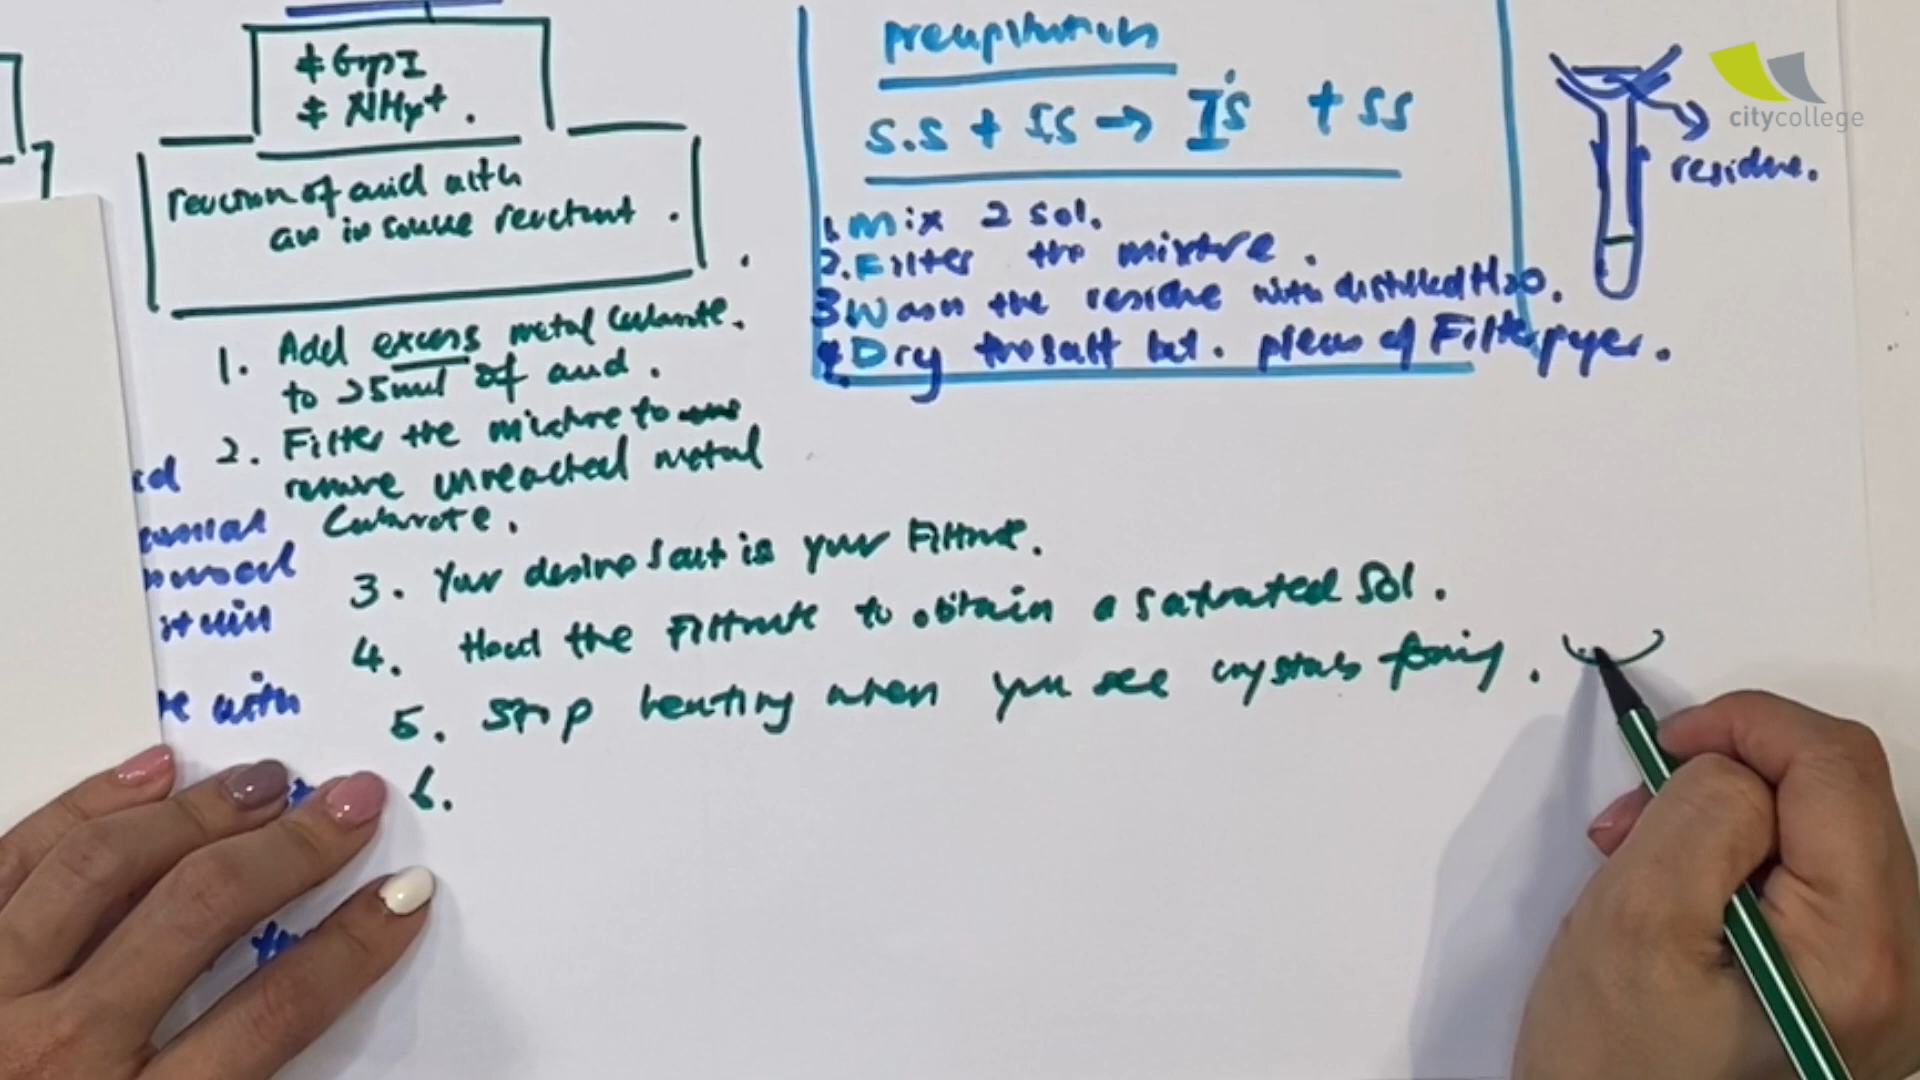 ≠ Grp I
≠ NH4+.
reaction of acid with
an insoluble reactant.
1. Add excess metal carbonate.
to 25ml of acid.
2. Filter the mixture to
remove unreacted metal
Carbonate.
3. Your desire salt is your Filtrate.
4. Heat the Filtrate to obtain a saturated Sol.
5. Stop heating when you see crystals forming.
6.
precipitation
S.S + SS → IS + SS
1. Mix 2 sol.
2. Filter the mixture.
3 Wash the residue with distilled H2O.
4. Dry the salt bet. pieces of Filter paper.
residue.
citycollege
re with